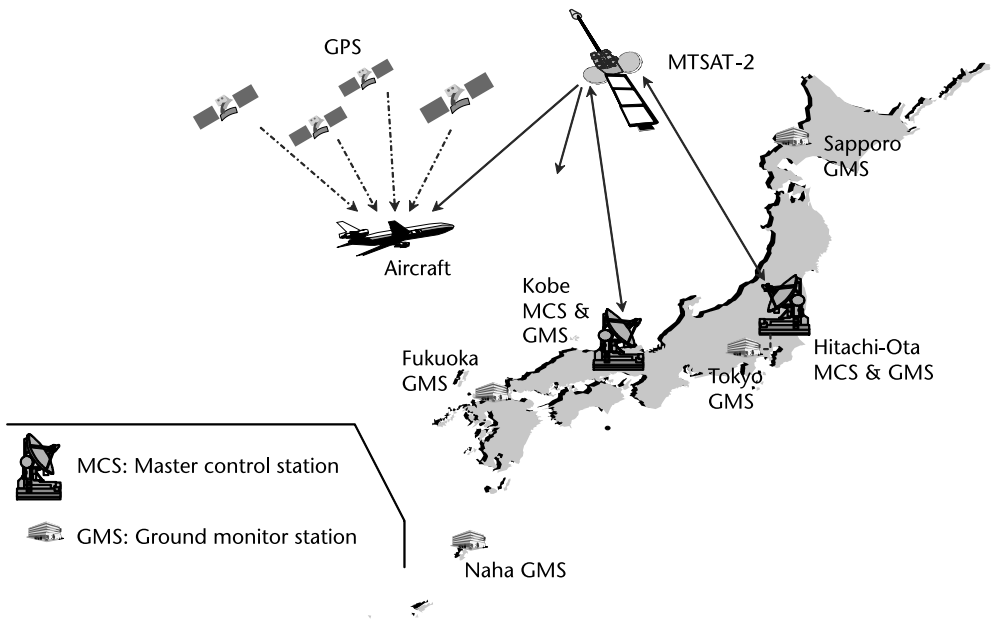 GPS
MTSAT-2
Sapporo
GMS
Aircraft
Kobe
MCS &
GMS
Hitachi-Ota
MCS & GMS
Fukuoka
GMS
Tokyo
GMS
MCS: Master control station
GMS: Ground monitor station
Naha GMS